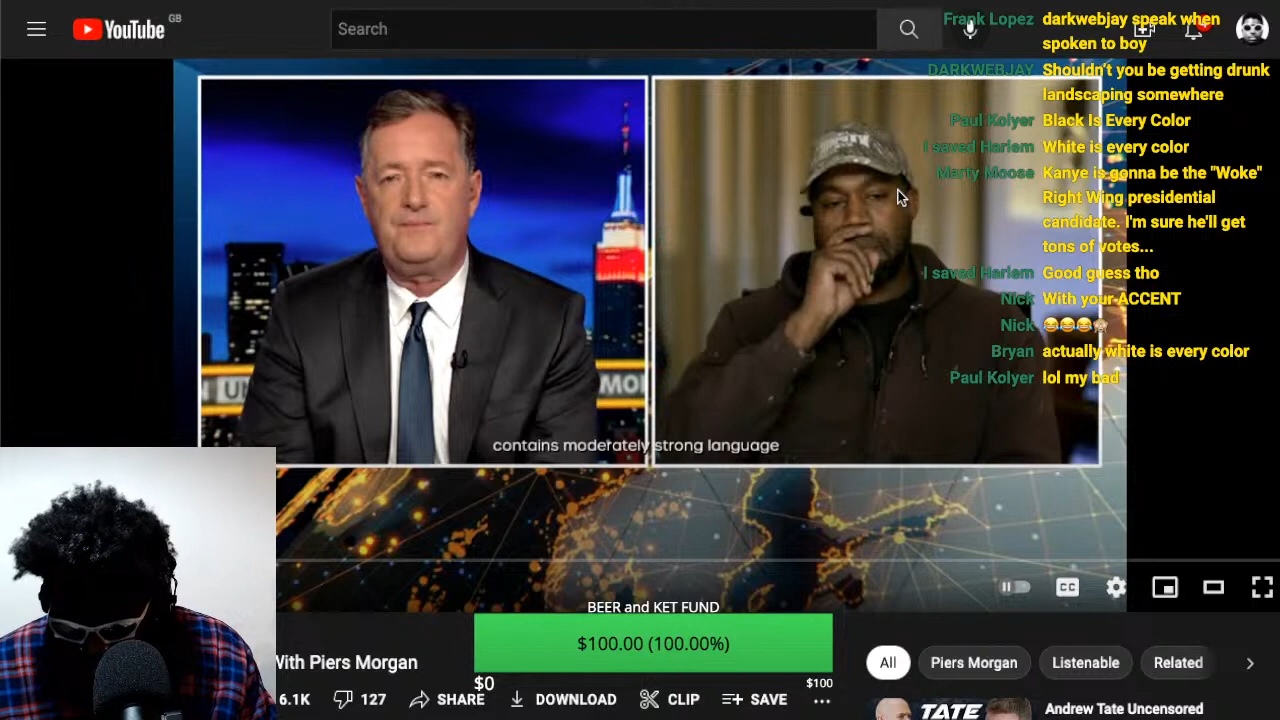 YouTube GB
Search
Frank Lopez darkwebjay speak when
spoken to boy
DARKWEBJAY Shouldn't you be getting drunk
landscaping somewhere
Paul Kolyer Black Is Every Color
I saved Harlem White is every color
Marty Moose Kanye is gonna be the "Woke"
Right Wing presidential
candidate. I'm sure he'll get
tons of votes...
I saved Harlem Good guess tho
Nick With your ACCENT
Nick 😂😂😂🙈
Bryan actually white is every color
Paul Kolyer lol my bad
UN
MOR
contains moderately strong language
CC
BEER and KET FUND
$100.00 (100.00%)
$0
$100
With Piers Morgan
6.1K 127 SHARE DOWNLOAD CLIP SAVE ...
All Piers Morgan Listenable Related
TATE
Andrew Tate Uncensored